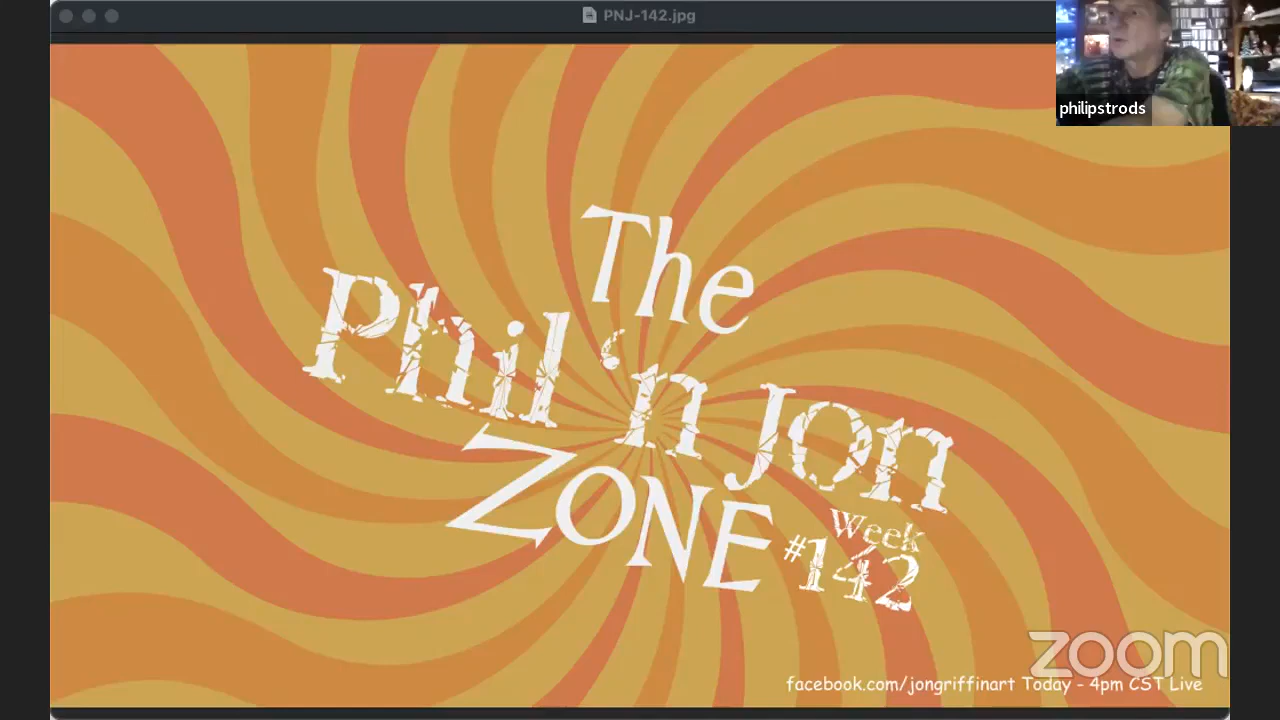 PNJ-142.jpg
philipstrods
The
Phil ‘n Jon
ZONE
Week
#142
zoom
facebook.com/jongriffinart Today - 4pm CST Live